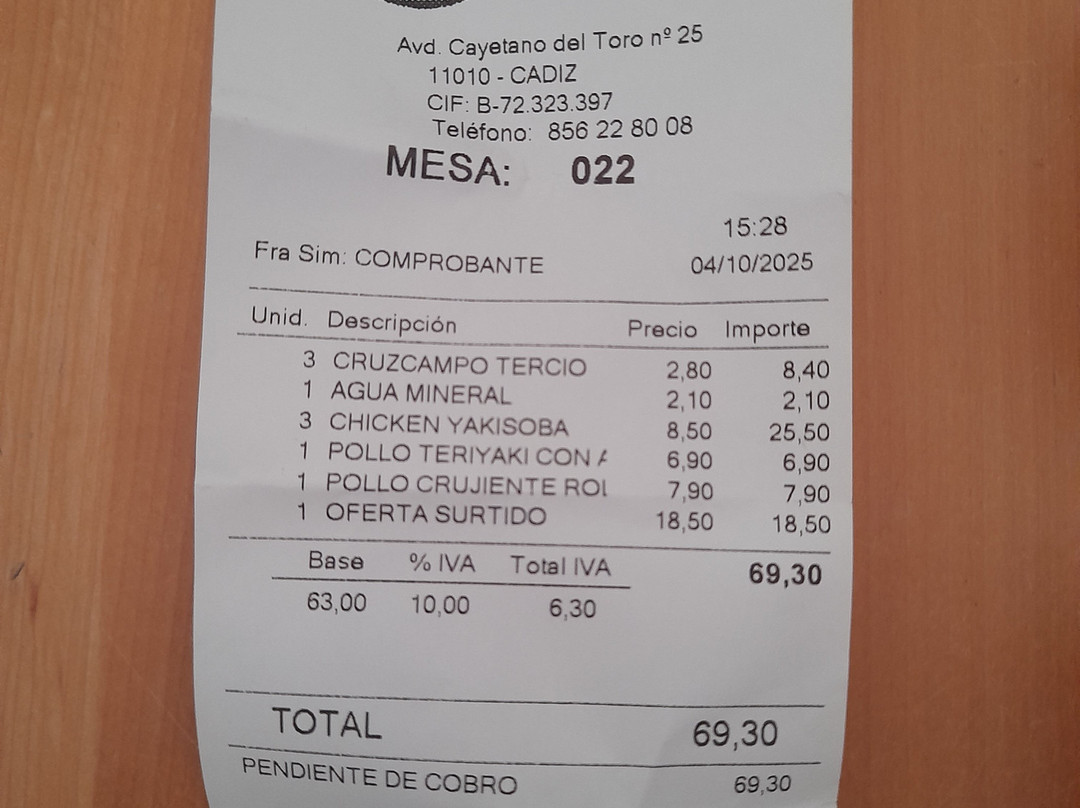 Avd. Cayetano del Toro nº 25
11010 - CADIZ
CIF: B-72.323.397
Teléfono: 856 22 80 08
MESA: 022
15:28
Fra Sim: COMPROBANTE 04/10/2025
Unid. Descripción Precio Importe
3 CRUZCAMPO TERCIO 2,80 8,40
1 AGUA MINERAL 2,10 2,10
3 CHICKEN YAKISOBA 8,50 25,50
1 POLLO TERIYAKI CON 6,90 6,90
1 POLLO CRUJIENTE ROL 7,90 7,90
1 OFERTA SURTIDO 18,50 18,50
Base % IVA Total IVA 69,30
63,00 10,00 6,30
TOTAL 69,30
PENDIENTE DE COBRO 69,30